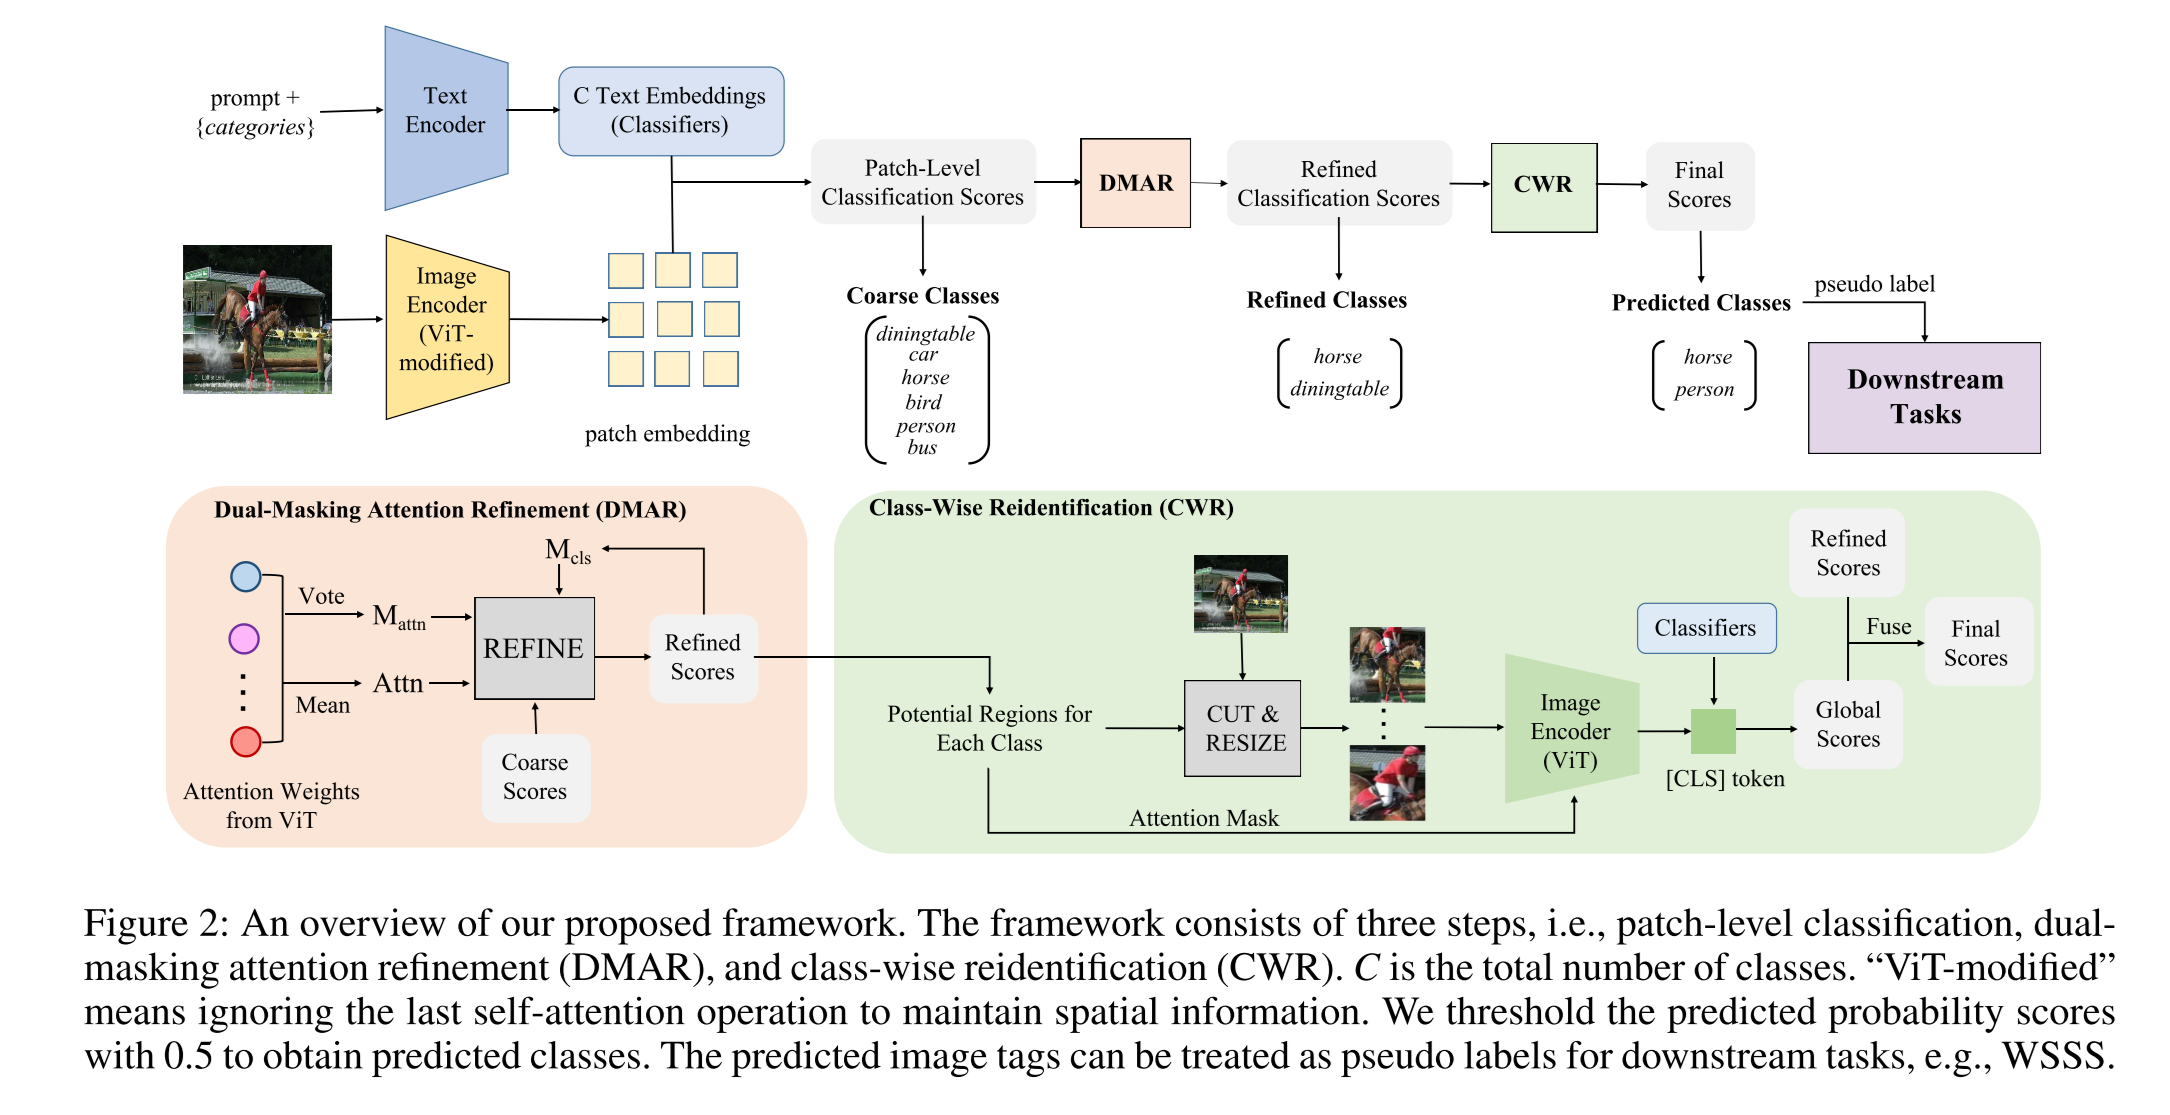 prompt +
{categories}
Text
Encoder
C Text Embeddings
(Classifiers)
Image
Encoder
(ViT-
modified)
patch embedding
Patch-Level
Classification Scores
DMAR
Refined
Classification Scores
CWR
Final
Scores
Coarse Classes
diningtable
car
horse
bird
person
bus
Refined Classes
horse
diningtable
Predicted Classes
horse
person
pseudo label
Downstream
Tasks
Dual-Masking Attention Refinement (DMAR)
Vote
Mean
M_attn
Attn
M_cls
REFINE
Refined
Scores
Coarse
Scores
Attention Weights
from ViT
Class-Wise Reidentification (CWR)
Potential Regions for
Each Class
CUT &
RESIZE
Attention Mask
Image
Encoder
(ViT)
Classifiers
[CLS] token
Refined
Scores
Global
Scores
Fuse
Final
Scores
Figure 2: An overview of our proposed framework. The framework consists of three steps, i.e., patch-level classification, dual-
masking attention refinement (DMAR), and class-wise reidentification (CWR). C is the total number of classes. “ViT-modified”
means ignoring the last self-attention operation to maintain spatial information. We threshold the predicted probability scores
with 0.5 to obtain predicted classes. The predicted image tags can be treated as pseudo labels for downstream tasks, e.g., WSSS.